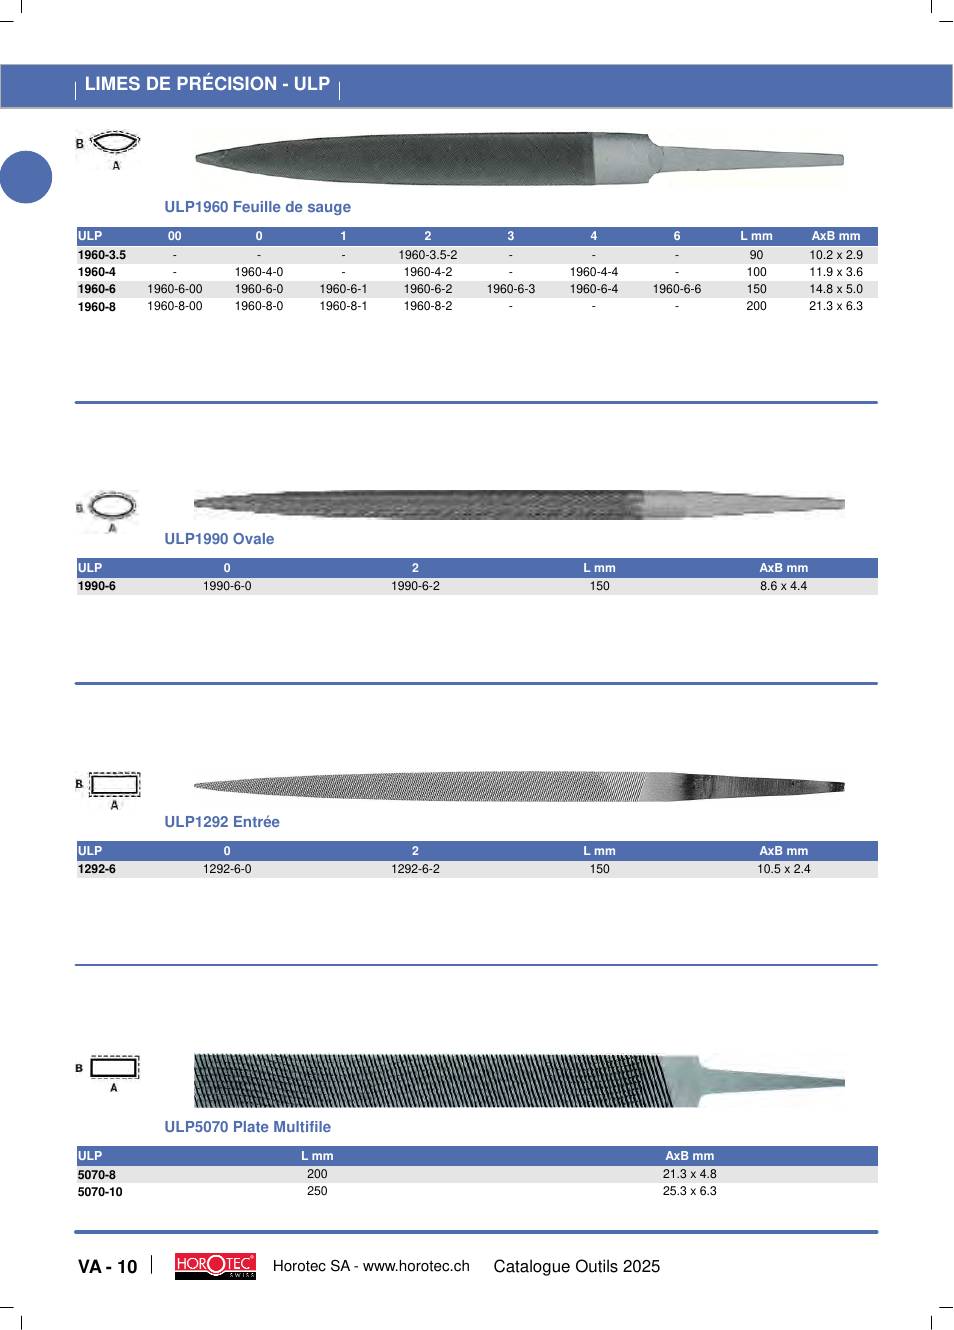 LIMES DE PRÉCISION - ULP
B
A
ULP1960 Feuille de sauge
ULP 00 0 1 2 3 4 6 L mm AxB mm
1960-3.5 - - - 1960-3.5-2 - - - 90 10.2 x 2.9
1960-4 - 1960-4-0 - 1960-4-2 - 1960-4-4 - 100 11.9 x 3.6
1960-6 1960-6-00 1960-6-0 1960-6-1 1960-6-2 1960-6-3 1960-6-4 1960-6-6 150 14.8 x 5.0
1960-8 1960-8-00 1960-8-0 1960-8-1 1960-8-2 - - - 200 21.3 x 6.3
B
A
ULP1990 Ovale
ULP 0 2 L mm AxB mm
1990-6 1990-6-0 1990-6-2 150 8.6 x 4.4
B
A
ULP1292 Entrée
ULP 0 2 L mm AxB mm
1292-6 1292-6-0 1292-6-2 150 10.5 x 2.4
B
A
ULP5070 Plate Multifile
ULP L mm AxB mm
5070-8 200 21.3 x 4.8
5070-10 250 25.3 x 6.3
VA - 10 HOROTEC® SWISS Horotec SA - www.horotec.ch Catalogue Outils 2025